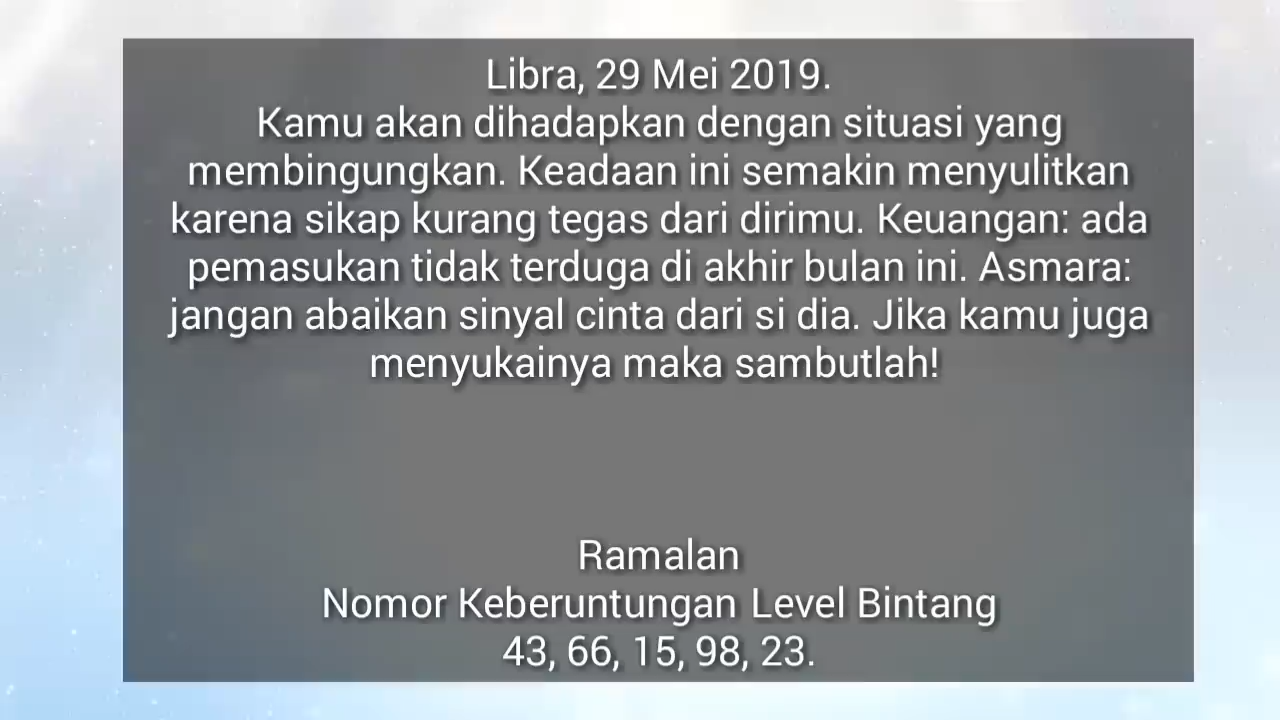 Libra, 29 Mei 2019.
Kamu akan dihadapkan dengan situasi yang
membingungkan. Keadaan ini semakin menyulitkan
karena sikap kurang tegas dari dirimu. Keuangan: ada
pemasukan tidak terduga di akhir bulan ini. Asmara:
jangan abaikan sinyal cinta dari si dia. Jika kamu juga
menyukainya maka sambutlah!
Ramalan
Nomor Keberuntungan Level Bintang
43, 66, 15, 98, 23.